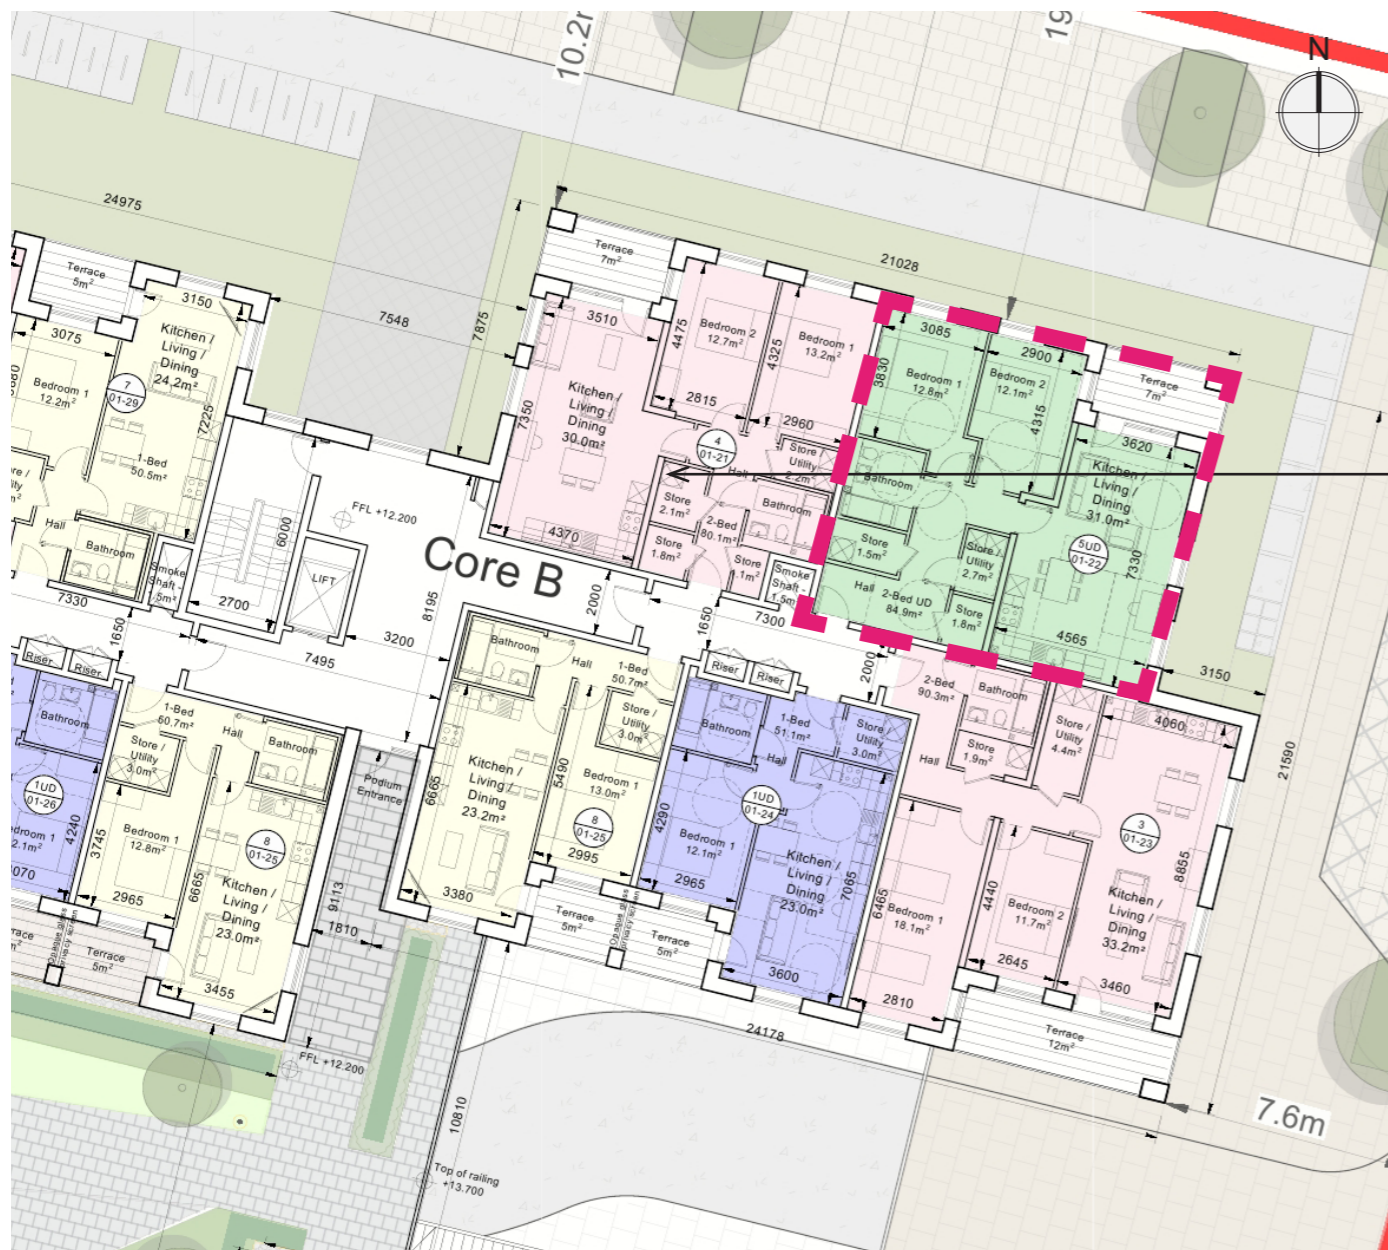 10.2m
19
N
24975
21028
7548
7875
Terrace
5m²
3150
3075
Kitchen /
Living /
Dining
24.2m²
Bedroom 1
12.2m²
7
01-29
7225
1-Bed
50.5m²
Hall
Bathroom
Smoke
Shaft -
1.5m²
7330
1650
2700
6000
LIFT
FFL +12.200
3200
7495
8195
Core B
2000
Terrace
7m²
3510
4475
Bedroom 2
12.7m²
4325
Bedroom 1
13.2m²
7350
Kitchen /
Living /
Dining
30.0m²
2815
2960
4
01-21
Hall
Store
Utility
2.2m²
Store
2.1m²
2-Bed
80.1m²
Bathroom
Store
1.8m²
Store
Smoke
Shaft -
1.5m²
4370
1650
7300
2000
3085
2900
3830
Bedroom 1
12.8m²
Bedroom 2
12.1m²
4315
Terrace
7m²
3620
Kitchen /
Living /
Dining
31.0m²
Bathroom
5UD
01-22
7330
Store
1.5m²
Store /
Utility
2.7m²
Hall
2-Bed UD
84.9m²
Store
1.8m²
4565
3150
21590
Riser
Riser
Bathroom
1-Bed
50.7m²
Hall
Store /
Utility
3.0m²
Bathroom
1UD
01-26
4240
3745
Bedroom 1
12.8m²
2965
6665
8
01-25
Kitchen /
Living /
Dining
23.0m²
3455
Terrace
5m²
Opaque glass
privacy screen
3070
Podium
Entrance
9113
1810
FFL +12.200
Bathroom
Hall
1-Bed
50.7m²
Store /
Utility
3.0m²
6665
Kitchen /
Living /
Dining
23.2m²
5490
Bedroom 1
13.0m²
8
01-25
2995
3380
Terrace
5m²
Opaque glass
privacy screen
Terrace
5m²
Riser
Riser
Bathroom
1-Bed
51.1m²
Hall
Store /
Utility
3.0m²
4290
1UD
01-24
Bedroom 1
12.1m²
2965
Kitchen /
Living /
Dining
23.0m²
7065
3600
2-Bed
90.3m²
Bathroom
Store
1.9m²
Hall
Store /
Utility
4.4m²
4060
3
01-23
8855
6465
Bedroom 1
18.1m²
4440
Bedroom 2
11.7m²
2645
2810
Kitchen /
Living /
Dining
33.2m²
3460
Terrace
12m²
24178
10810
7.6m
Top of railing
+13.700